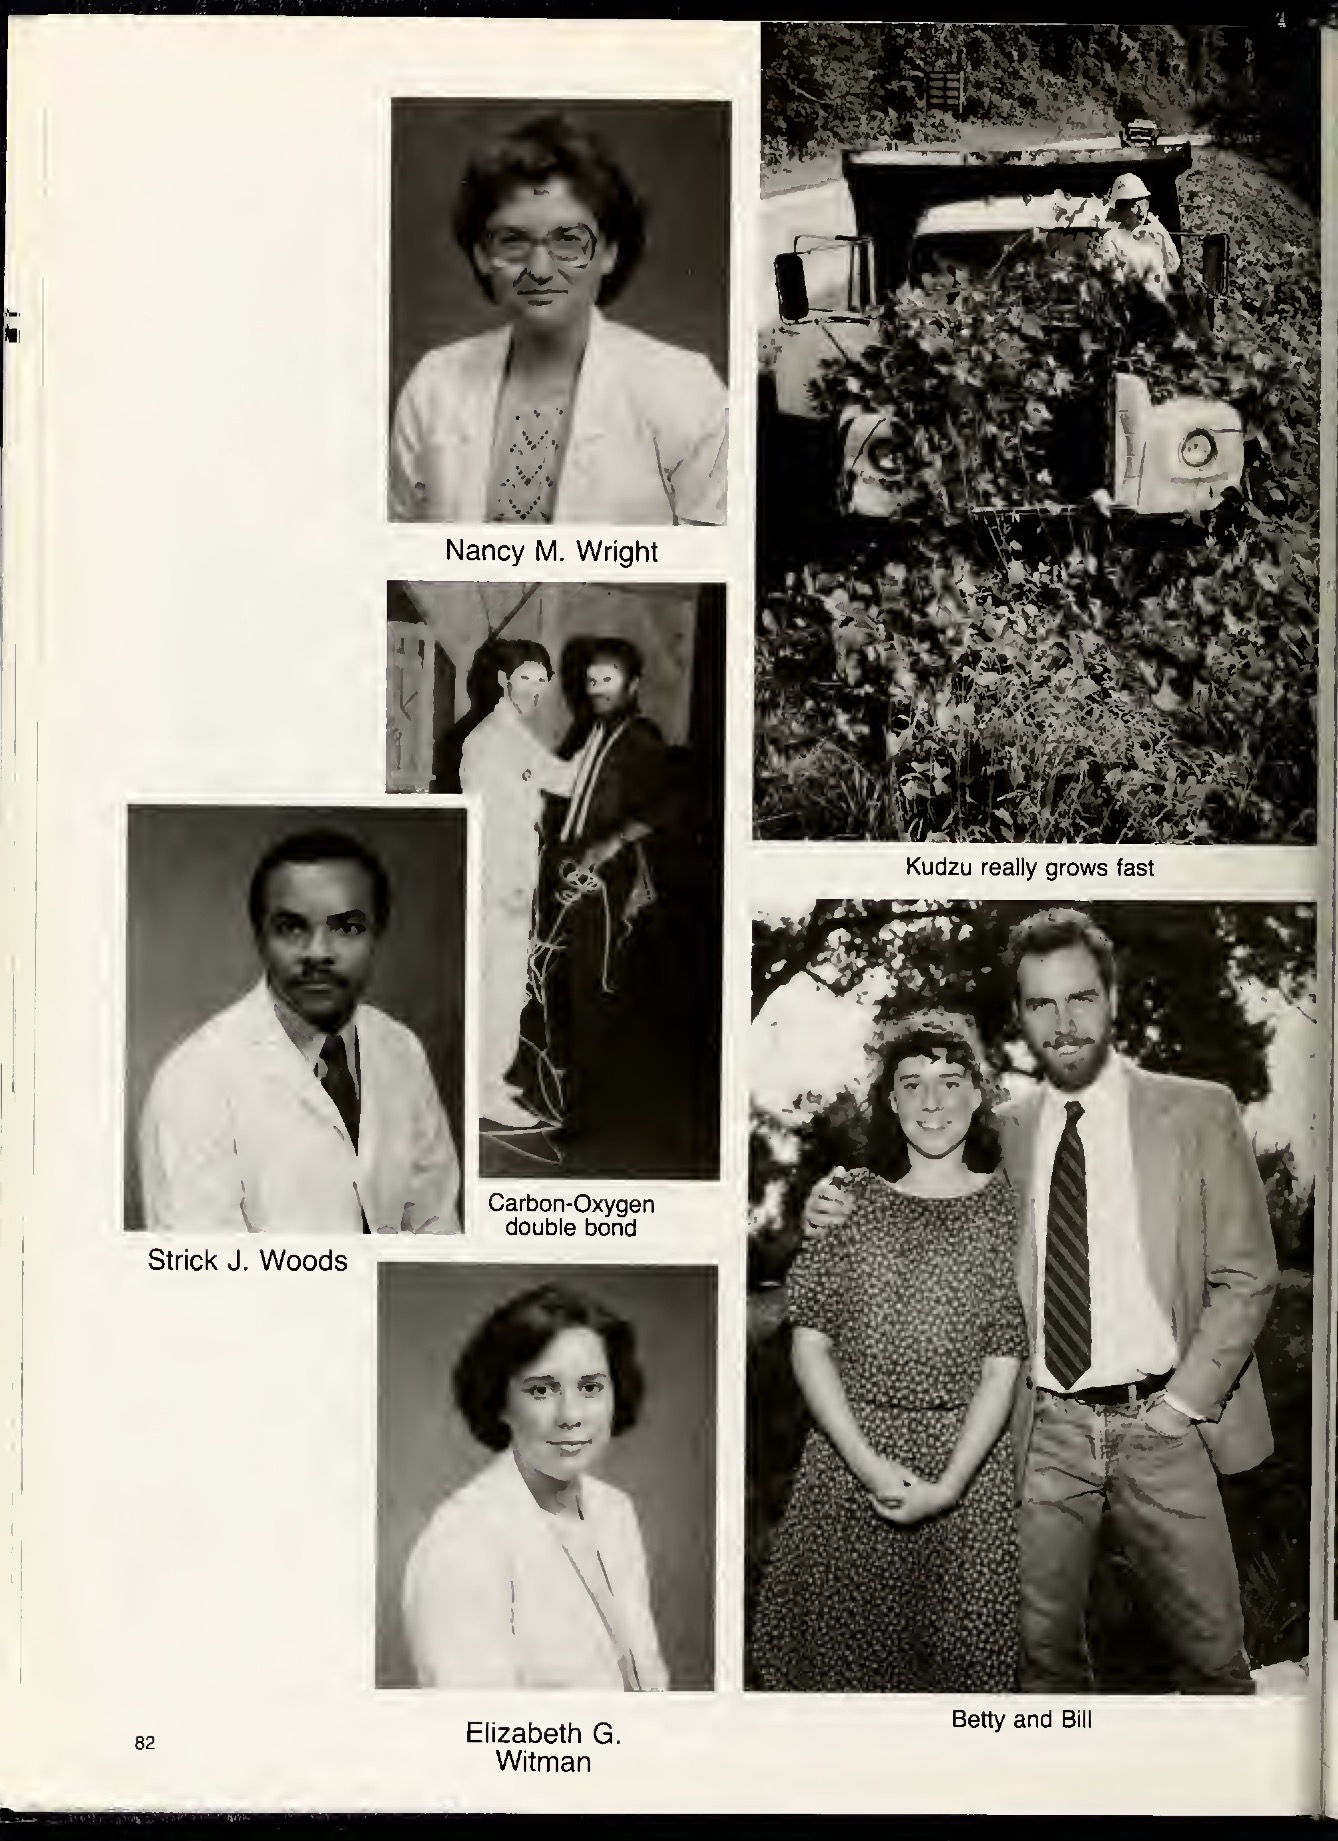 Nancy M. Wright
Kudzu really grows fast
Carbon-Oxygen
double bond
Strick J. Woods
Elizabeth G.
Witman
Betty and Bill
82